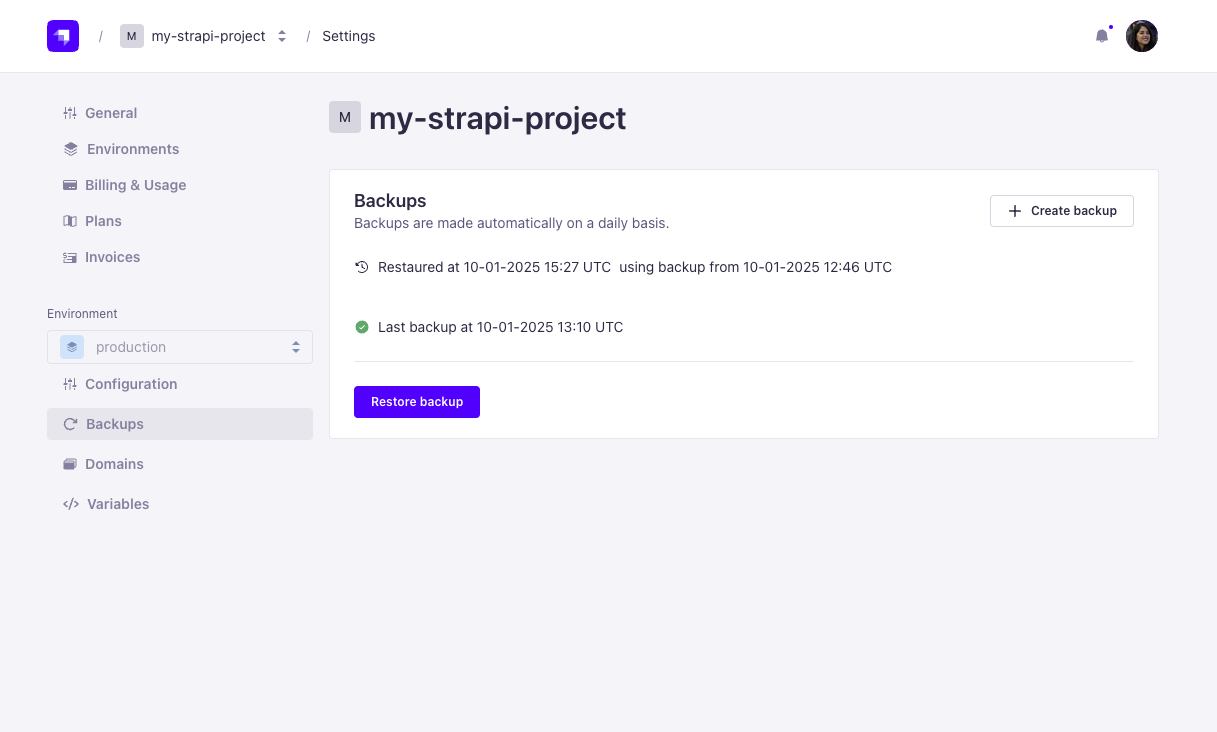 / M my-strapi-project / Settings
General
Environments
Billing & Usage
Plans
Invoices
Environment
production
Configuration
Backups
Domains
Variables
M my-strapi-project
Backups
Backups are made automatically on a daily basis.
Create backup
Restaured at 10-01-2025 15:27 UTC using backup from 10-01-2025 12:46 UTC
Last backup at 10-01-2025 13:10 UTC
Restore backup